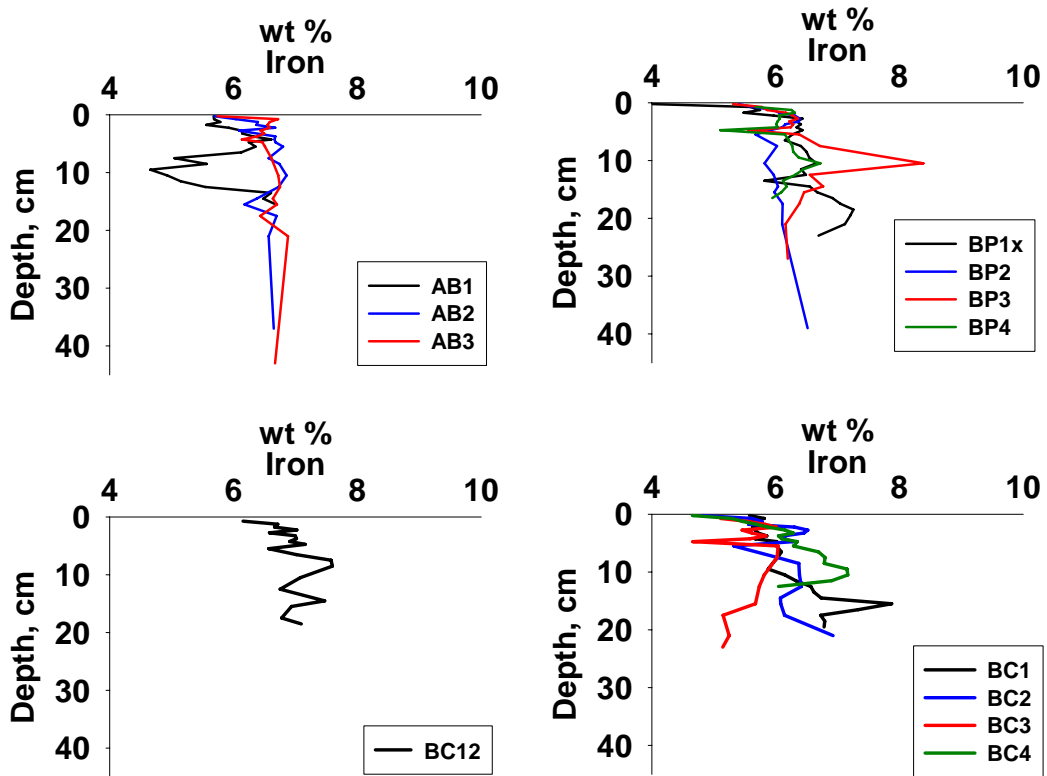 wt %
Iron
4 6 8 10
0
10
20
30
40
Depth, cm
AB1
AB2
AB3
wt %
Iron
4 6 8 10
0
10
20
30
40
Depth, cm
BP1x
BP2
BP3
BP4
wt %
Iron
4 6 8 10
0
10
20
30
40
Depth, cm
BC12
wt %
Iron
4 6 8 10
0
10
20
30
40
Depth, cm
BC1
BC2
BC3
BC4